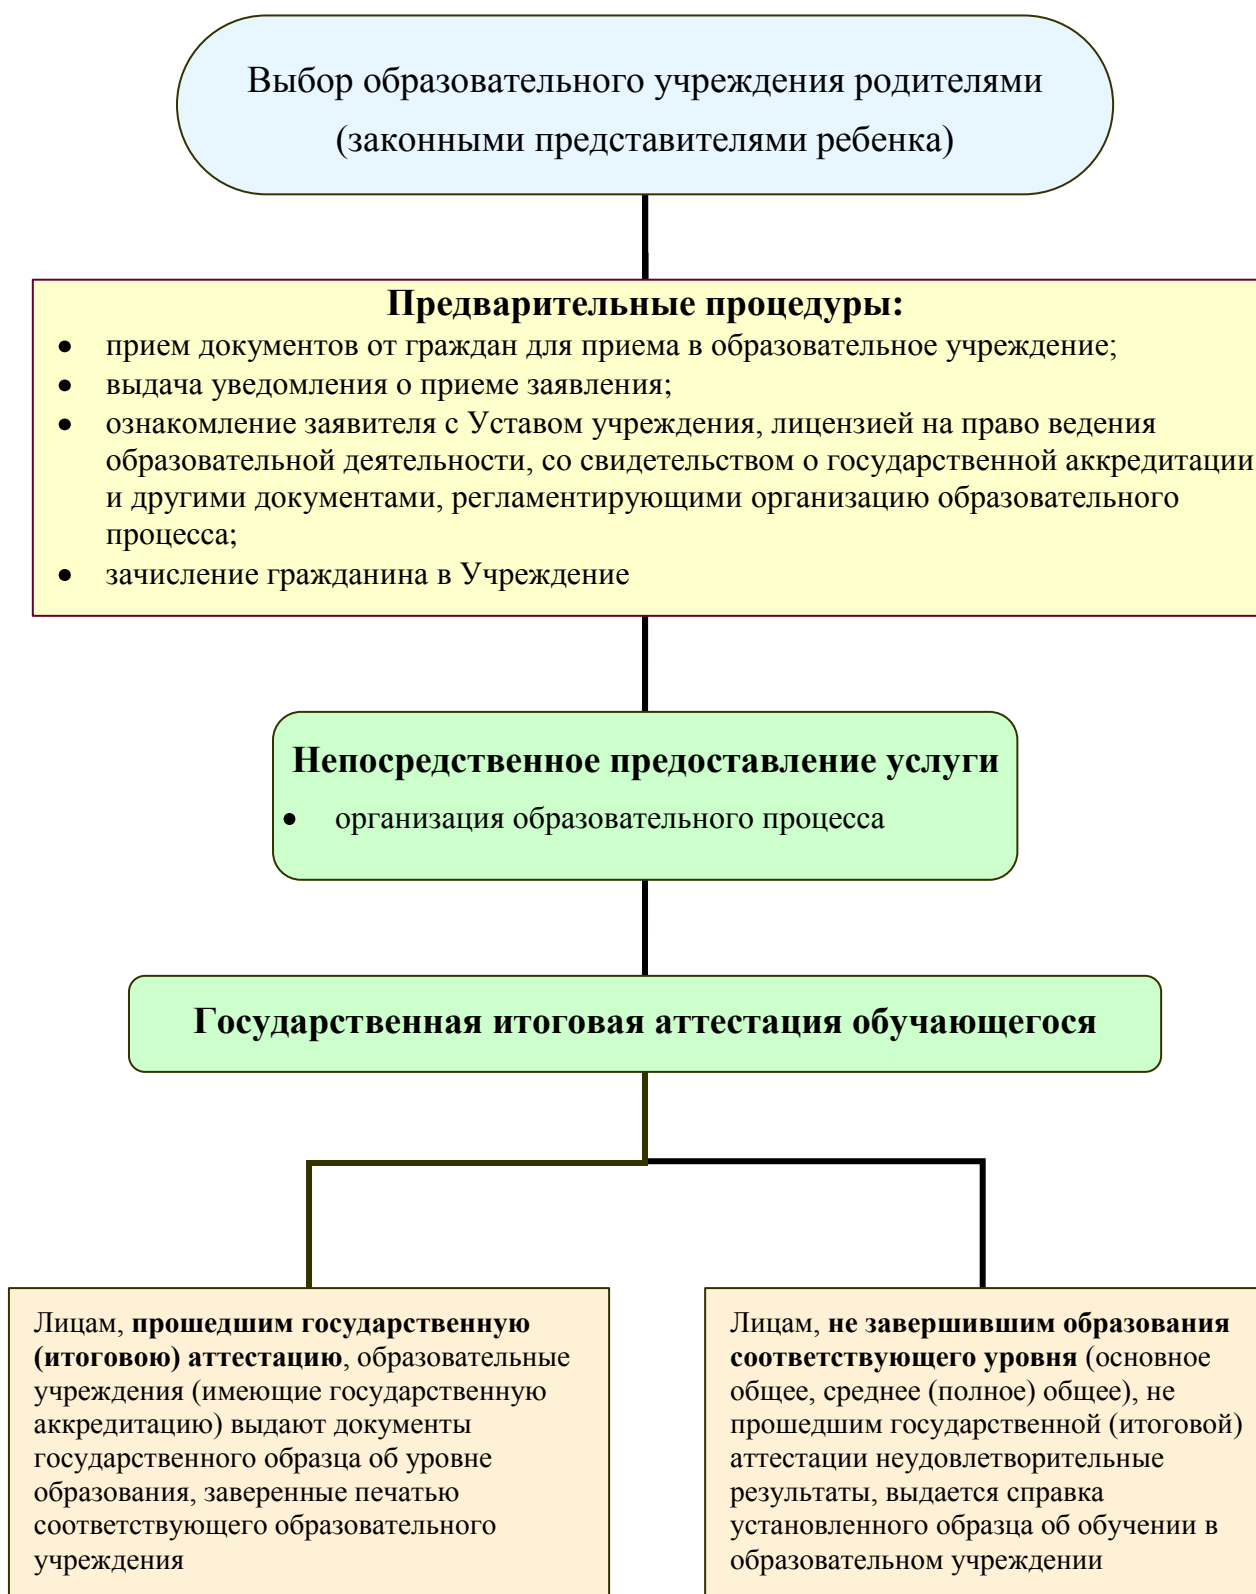 Выбор образовательного учреждения родителями
(законными представителями ребенка)
Предварительные процедуры:
• прием документов от граждан для приема в образовательное учреждение;
• выдача уведомления о приеме заявления;
• ознакомление заявителя с Уставом учреждения, лицензией на право ведения
образовательной деятельности, со свидетельством о государственной аккредитации
и другими документами, регламентирующими организацию образовательного
процесса;
• зачисление гражданина в Учреждение
Непосредственное предоставление услуги
• организация образовательного процесса
Государственная итоговая аттестация обучающегося
Лицам, прошедшим государственную
(итоговою) аттестацию, образовательные
учреждения (имеющие государственную
аккредитацию) выдают документы
государственного образца об уровне
образования, заверенные печатью
соответствующего образовательного
учреждения
Лицам, не завершившим образования
соответствующего уровня (основное
общее, среднее (полное) общее), не
прошедшим государственной (итоговой)
аттестации неудовлетворительные
результаты, выдается справка
установленного образца об обучении в
образовательном учреждении